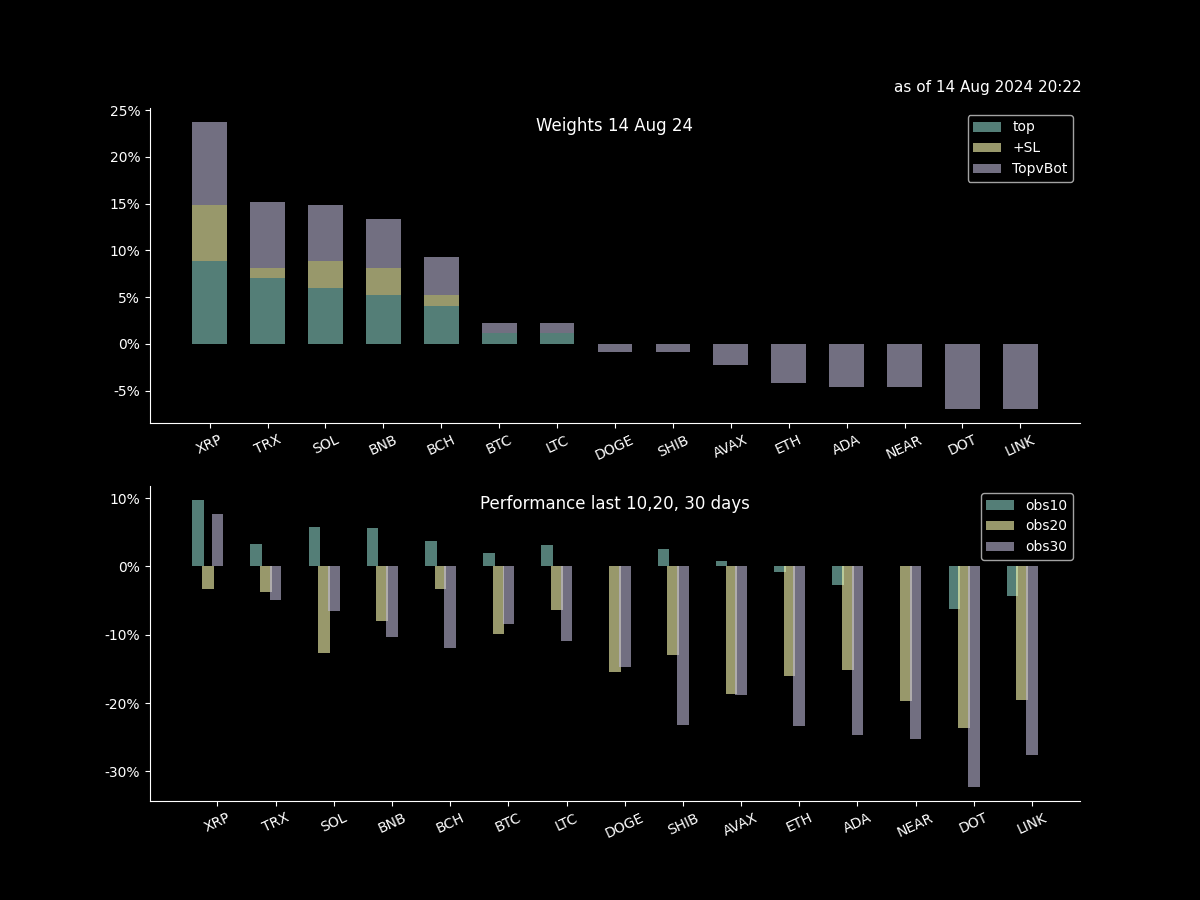 as of 14 Aug 2024 20:22
Weights 14 Aug 24
top
+SL
TopvBot
25%
20%
15%
10%
5%
0%
-5%
XRP TRX SOL BNB BCH BTC LTC DOGE SHIB AVAX ETH ADA NEAR DOT LINK
Performance last 10,20, 30 days
obs10
obs20
obs30
10%
0%
-10%
-20%
-30%
XRP TRX SOL BNB BCH BTC LTC DOGE SHIB AVAX ETH ADA NEAR DOT LINK